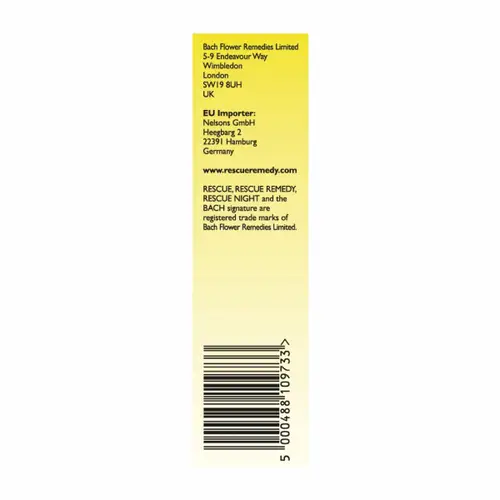 Bach Flower Remedies Limited
5-9 Endeavour Way
Wimbledon
London
SW19 8UH
UK
EU Importer:
Nelsons GmbH
Heegbarg 2
22391 Hamburg
Germany
www.rescueremedy.com
RESCUE, RESCUE REMEDY,
RESCUE NIGHT and the
BACH signature are
registered trade marks of
Bach Flower Remedies Limited.
5 000488 109733 >